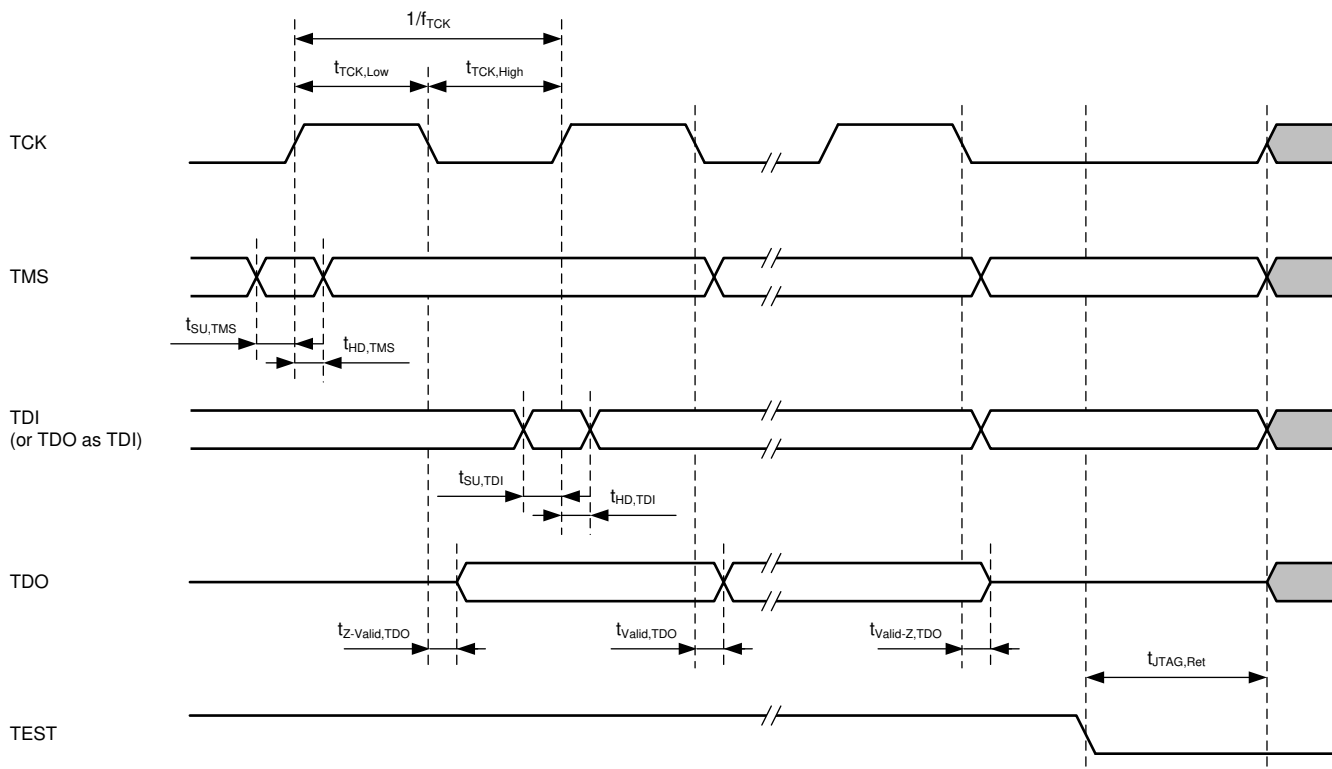 1/fTCK
tTCK,Low
tTCK,High
TCK
TMS
tSU,TMS
tHD,TMS
TDI
(or TDO as TDI)
tSU,TDI
tHD,TDI
TDO
tZ-Valid,TDO
tValid,TDO
tValid-Z,TDO
tJTAG,Ret
TEST